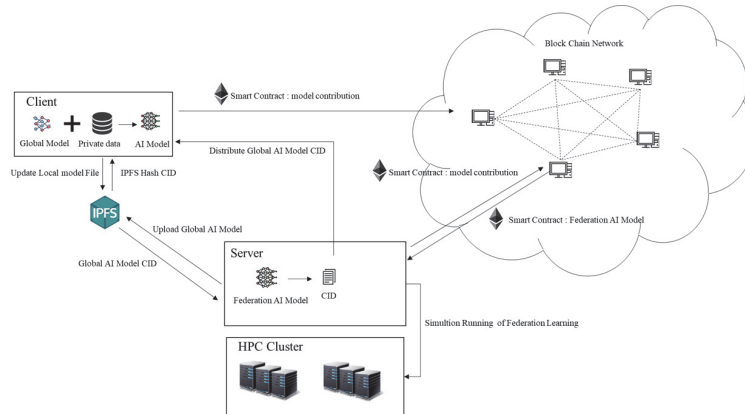 Block Chain Network
Client
Smart Contract : model contribution
Global Model
Private data
AI Model
Distribute Global AI Model CID
Update Local model File
IPFS Hash CID
Smart Contract : model contribution
IPFS
Smart Contract : Federation AI Model
Upload Global AI Model
Server
Global AI Model CID
Federation AI Model
CID
Simultion Running of Federation Learning
HPC Cluster